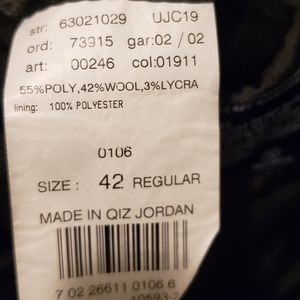 str: 63021029 UJC19
ord: 73915 gar:02 / 02
art: 00246 col:01911
55%POLY,42%WOOL,3%LYCRA
lining: 100% POLYESTER
0106
SIZE: 42 REGULAR
MADE IN QIZ JORDAN
7 02 26611 0106 6